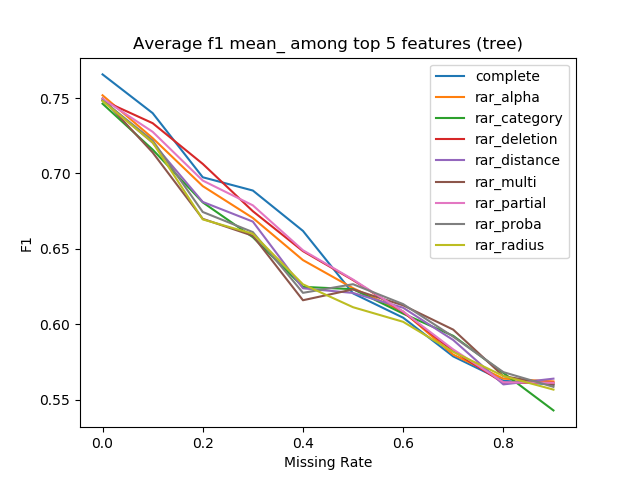 Average f1 mean_ among top 5 features (tree)
complete
rar_alpha
rar_category
rar_deletion
rar_distance
rar_multi
rar_partial
rar_proba
rar_radius
0.75
0.70
0.65
0.60
0.55
F1
0.0 0.2 0.4 0.6 0.8
Missing Rate